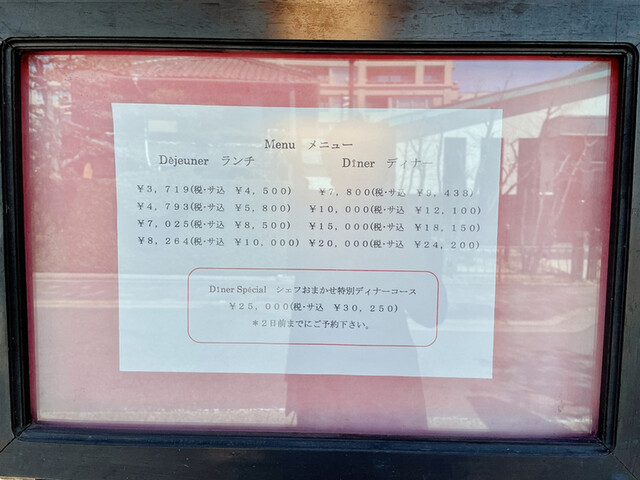 Menu メニュー
Dèjeuner ランチ
Dîner ディナー
¥3,719(税・サ込 ¥4,500)
¥4,793(税・サ込 ¥5,800)
¥7,025(税・サ込 ¥8,500)
¥8,264(税・サ込 ¥10,000)
¥7,800(税・サ込 ¥9,438)
¥10,000(税・サ込 ¥12,100)
¥15,000(税・サ込 ¥18,150)
¥20,000(税・サ込 ¥24,200)
Dîner Spècial シェフおまかせ特別ディナーコース
¥25,000(税・サ込 ¥30,250)
*2日前までにご予約下さい。